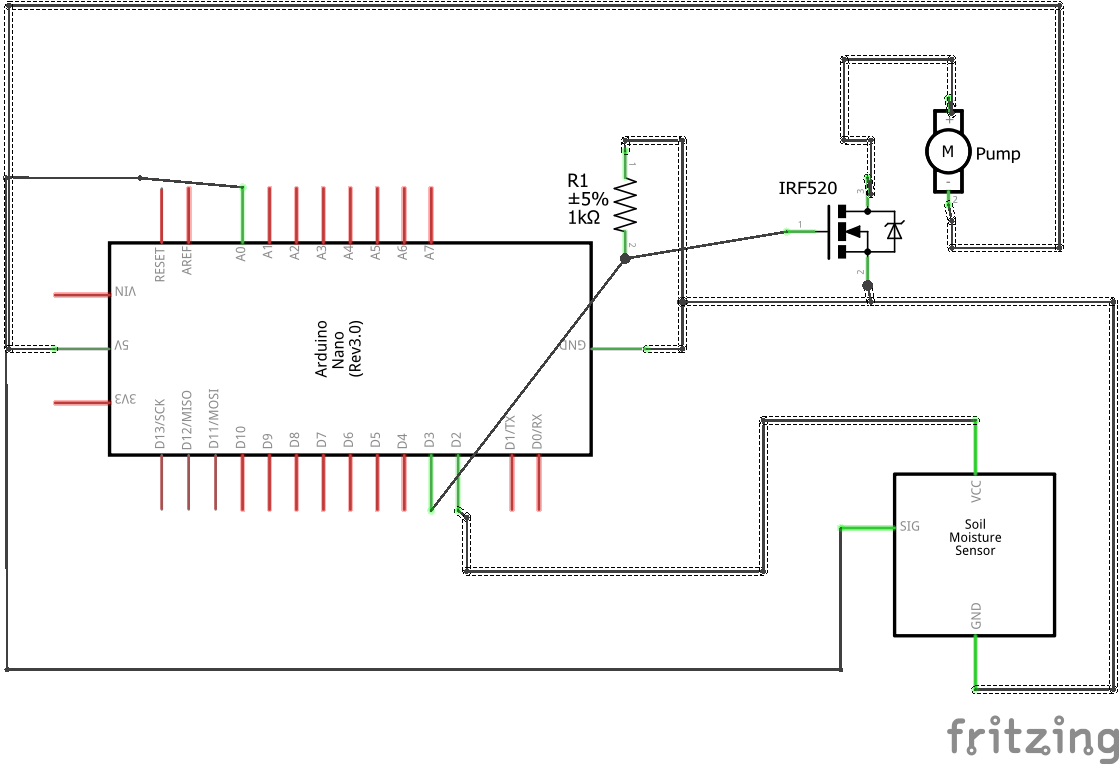 R1
±5%
1kΩ
1
2
IRF520
1
3
2
M
Pump
+
-
2
RESET
AREF
A0
A1
A2
A3
A4
A5
A6
A7
VIN
5V
3V3
GND
Arduino
Nano
(Rev3.0)
D13/SCK
D12/MISO
D11/MOSI
D10
D9
D8
D7
D6
D5
D4
D3
D2
D1/TX
D0/RX
VCC
SIG
Soil
Moisture
Sensor
GND
fritzing